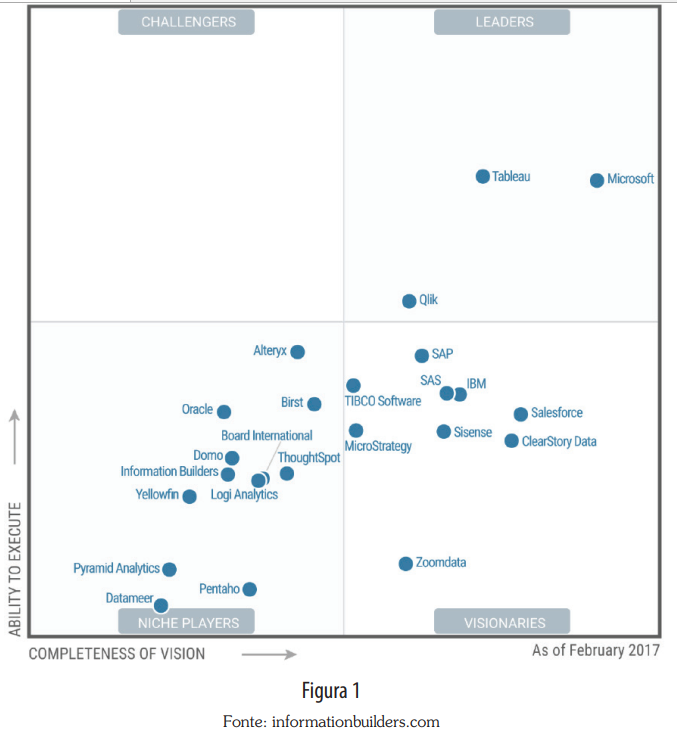 CHALLENGERS
LEADERS
Tableau
Microsoft
Qlik
Alteryx
SAP
SAS
IBM
TIBCO Software
Birst
Oracle
Salesforce
Board International
MicroStrategy
Sisense
ClearStory Data
Domo
ThoughtSpot
Information Builders
Yellowfin
Logi Analytics
Zoomdata
Pyramid Analytics
Pentaho
Datameer
NICHE PLAYERS
VISIONARIES
ABILITY TO EXECUTE
COMPLETENESS OF VISION
As of February 2017
Figura 1
Fonte: informationbuilders.com